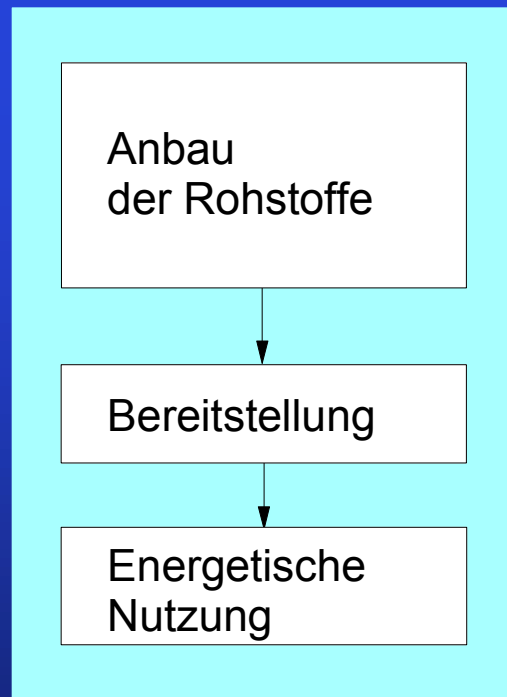 Anbau
der Rohstoffe
Bereitstellung
Energetische
Nutzung